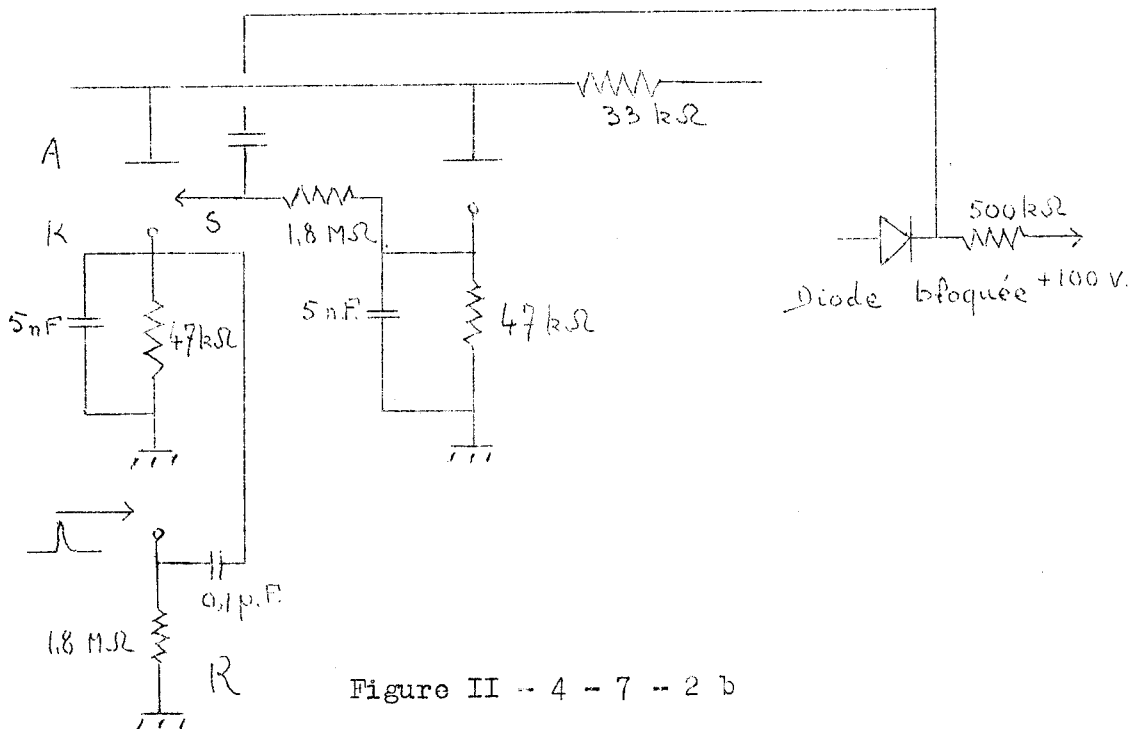 33 kΩ
A
S
1.8 MΩ
K
500 kΩ
Diode bloquée +100 V.
5 nF
47 kΩ
5 nF.
47 kΩ
0,1 µ.F.
1.8 MΩ
R
Figure II - 4 - 7 - 2 b